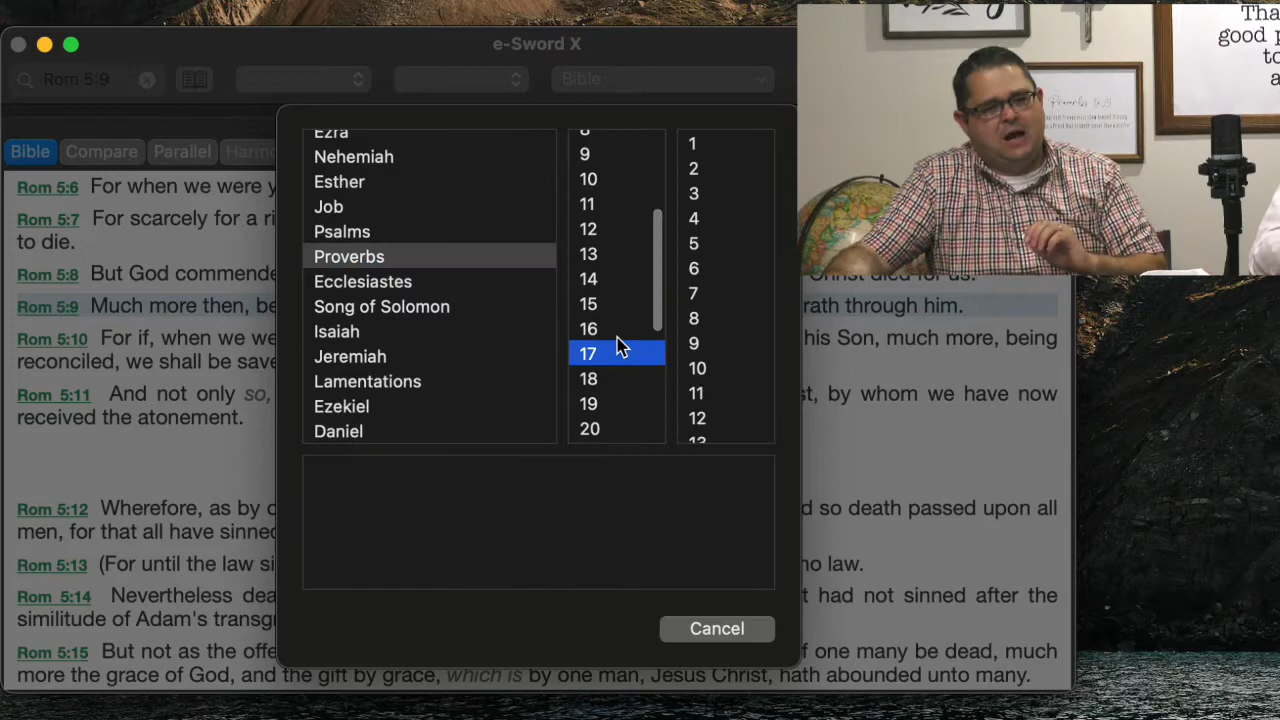 e-Sword X
Rom 5:9
Bible
Bible Compare Parallel Harmo
Rom 5:6 For when we were y
Rom 5:7 For scarcely for a ri
to die.
Rom 5:8 But God commende
Christ died for us.
Rom 5:9 Much more then, be
rath through him.
Rom 5:10 For if, when we we
his Son, much more, being
reconciled, we shall be save
Rom 5:11 And not only so,
st, by whom we have now
received the atonement.
Rom 5:12 Wherefore, as by o
d so death passed upon all
men, for that all have sinned
Rom 5:13 (For until the law si
no law.
Rom 5:14 Nevertheless dea
t had not sinned after the
similitude of Adam's transgr
Rom 5:15 But not as the offe
f one many be dead, much
more the grace of God, and the gift by grace, which is by one man, Jesus Christ, hath abounded unto many.
Ezra
Nehemiah
Esther
Job
Psalms
Proverbs
Ecclesiastes
Song of Solomon
Isaiah
Jeremiah
Lamentations
Ezekiel
Daniel
8
9
10
11
12
13
14
15
16
17
18
19
20
1
2
3
4
5
6
7
8
9
10
11
12
13
Cancel
Tha
good p
to
a
Proverbs